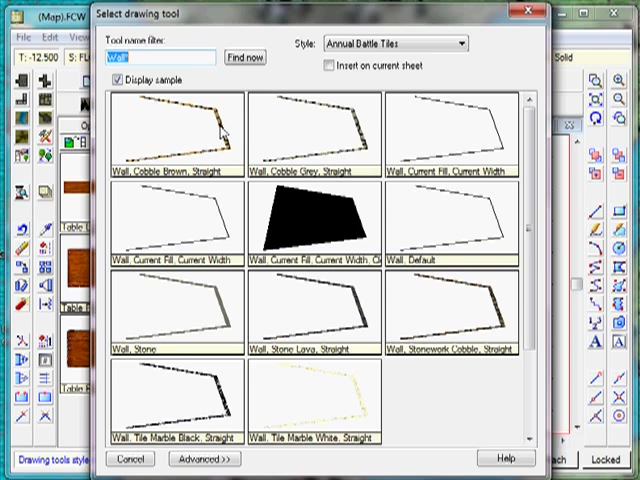 (Map).FCW
Select drawing tool
File Edit View
Tool name filter:
Wall*
Find now
Style: Annual Battle Tiles
Insert on current sheet
Display sample
T: -12.500
Solid
Wall, Cobble Brown, Straight
Wall, Cobble Grey, Straight
Wall, Current Fill, Current Width
Wall, Current Fill, Current Width
Wall, Current Fill, Current Width, Cl
Wall, Default
Wall, Stone
Wall, Stone Lava, Straight
Wall, Stonework Cobble, Straight
Wall, Tile Marble Black, Straight
Wall, Tile Marble White, Straight
Cancel
Advanced >>
Help
Drawing tools style
Locked